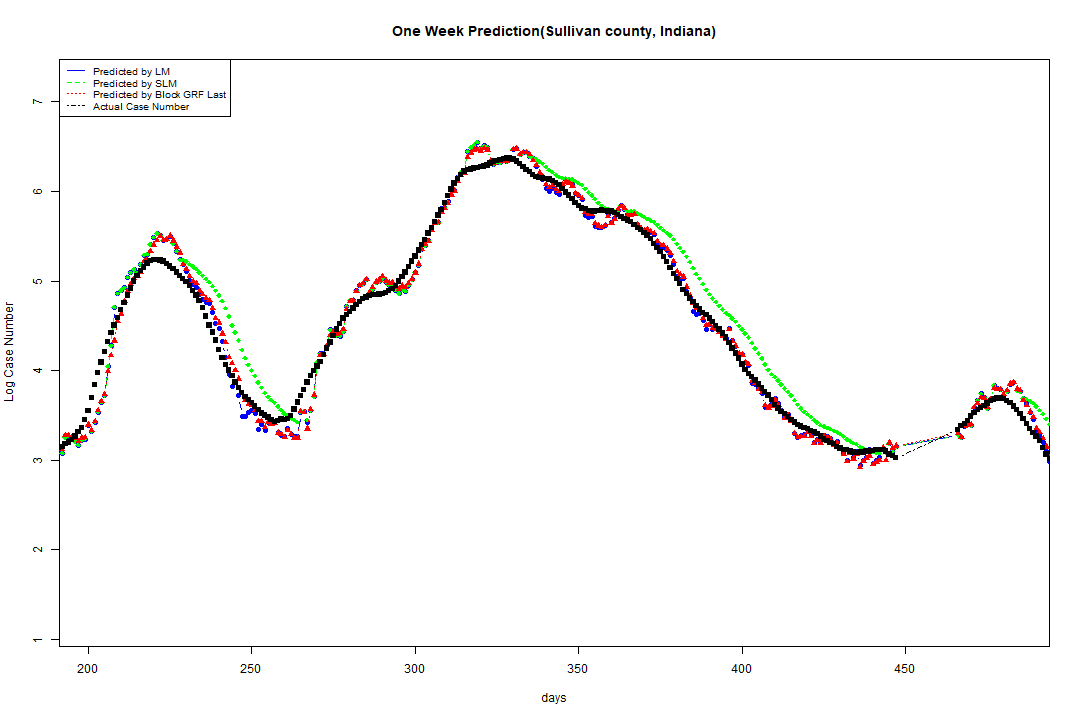 One Week Prediction(Sullivan county, Indiana)
Predicted by LM
Predicted by SLM
Predicted by Block GRF Last
Actual Case Number
7
6
5
4
3
2
1
Log Case Number
200 250 300 350 400 450
days